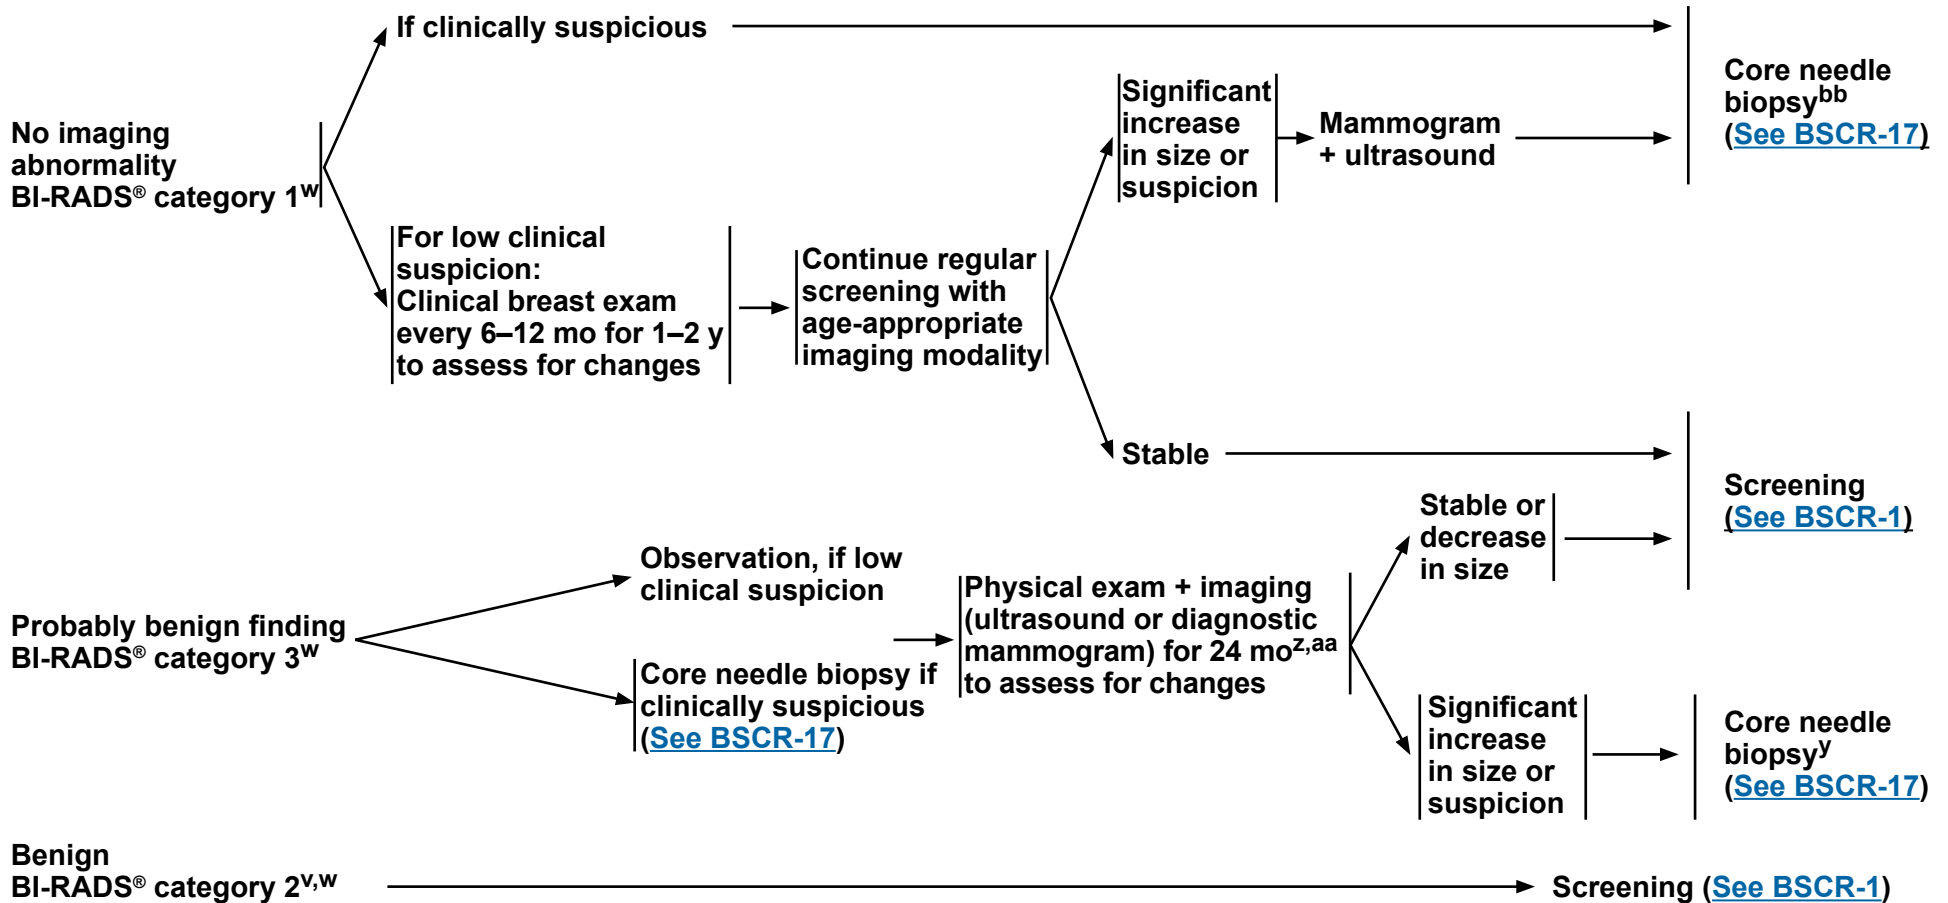 If clinically suspicious
No imaging
abnormality
BI-RADS® category 1w
For low clinical
suspicion:
Clinical breast exam
every 6–12 mo for 1–2 y
to assess for changes
Continue regular
screening with
age-appropriate
imaging modality
Significant
increase
in size or
suspicion
Mammogram
+ ultrasound
Core needle
biopsybb
(See BSCR-17)
Stable
Screening
(See BSCR-1)
Probably benign finding
BI-RADS® category 3w
Observation, if low
clinical suspicion
Core needle biopsy if
clinically suspicious
(See BSCR-17)
Physical exam + imaging
(ultrasound or diagnostic
mammogram) for 24 moz,aa
to assess for changes
Stable or
decrease
in size
Significant
increase
in size or
suspicion
Core needle
biopsyy
(See BSCR-17)
Benign
BI-RADS® category 2v,w
Screening (See BSCR-1)